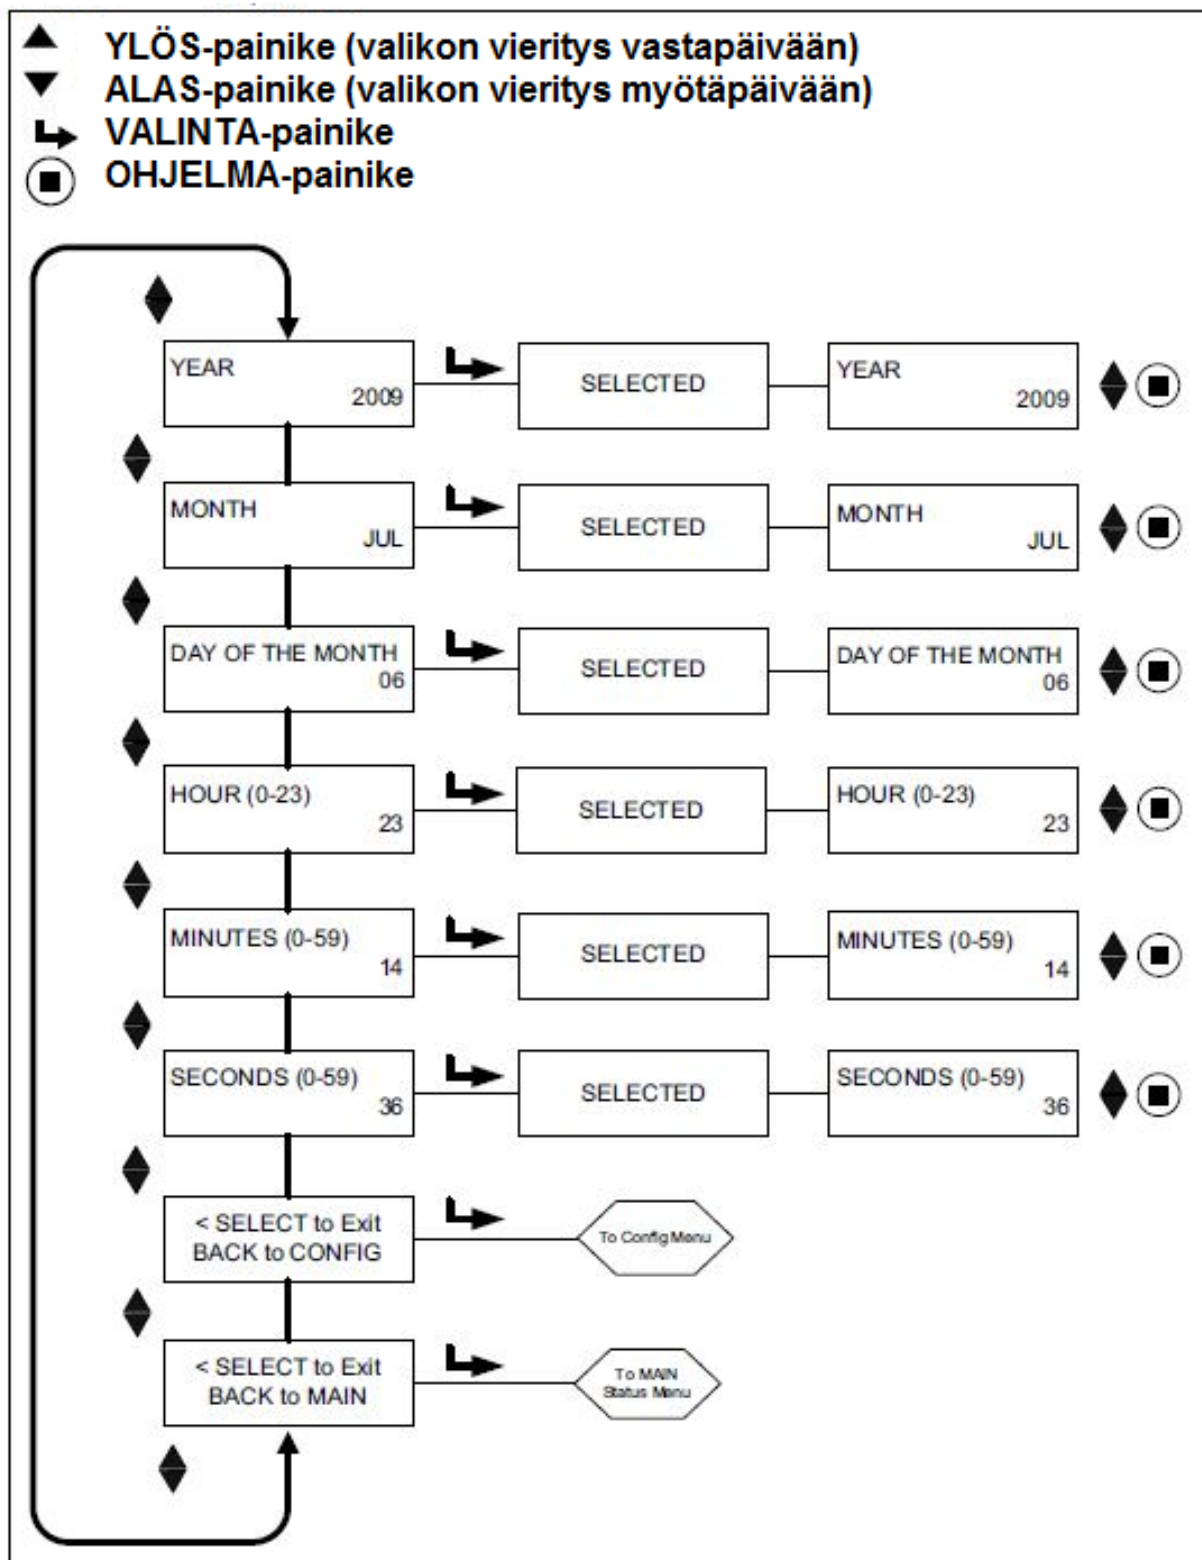 YLÖS-painike (valikon vieritys vastapäivään)
ALAS-painike (valikon vieritys myötäpäivään)
VALINTA-painike
OHJELMA-painike
YEAR
2009
SELECTED
YEAR
2009
MONTH
JUL
SELECTED
MONTH
JUL
DAY OF THE MONTH
06
SELECTED
DAY OF THE MONTH
06
HOUR (0-23)
23
SELECTED
HOUR (0-23)
23
MINUTES (0-59)
14
SELECTED
MINUTES (0-59)
14
SECONDS (0-59)
36
SELECTED
SECONDS (0-59)
36
< SELECT to Exit
BACK to CONFIG
To Config Menu
< SELECT to Exit
BACK to MAIN
To MAIN
Status Menu